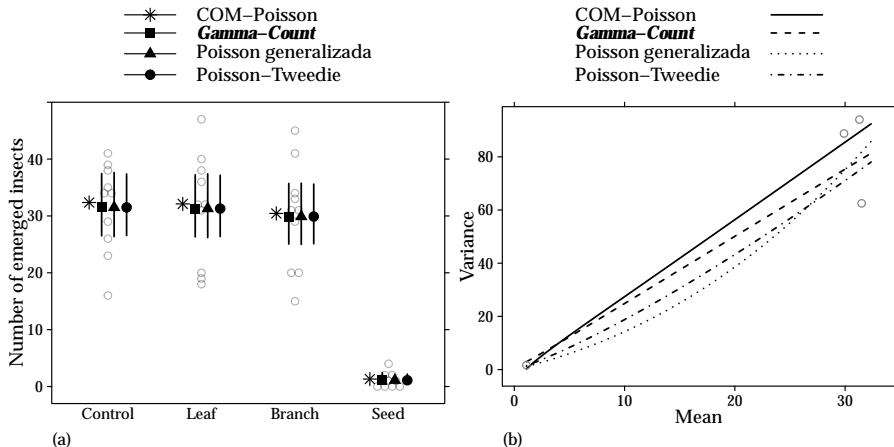 COM−Poisson
Gamma−Count
Poisson generalizada
Poisson−Tweedie
Number of emerged insects
40
30
20
10
0
Control Leaf Branch Seed
(a)
COM−Poisson
Gamma−Count
Poisson generalizada
Poisson−Tweedie
Variance
80
60
40
20
0
0 10 20 30
Mean
(b)